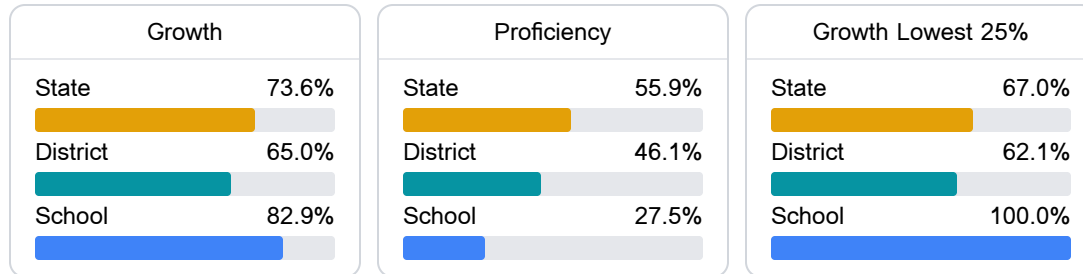 Growth
State 73.6%
District 65.0%
School 82.9%
Proficiency
State 55.9%
District 46.1%
School 27.5%
Growth Lowest 25%
State 67.0%
District 62.1%
School 100.0%